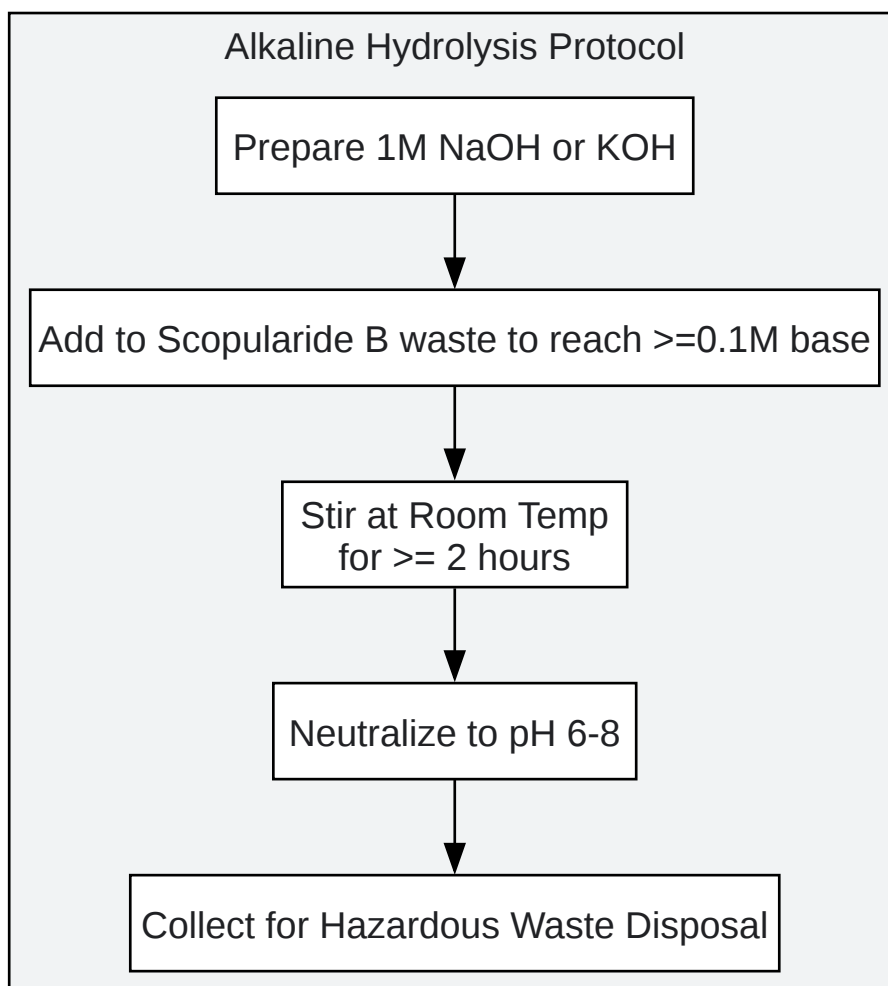 Alkaline Hydrolysis Protocol
Prepare 1M NaOH or KOH
Add to Scopularide B waste to reach >=0.1M base
Stir at Room Temp
for >= 2 hours
Neutralize to pH 6-8
Collect for Hazardous Waste Disposal